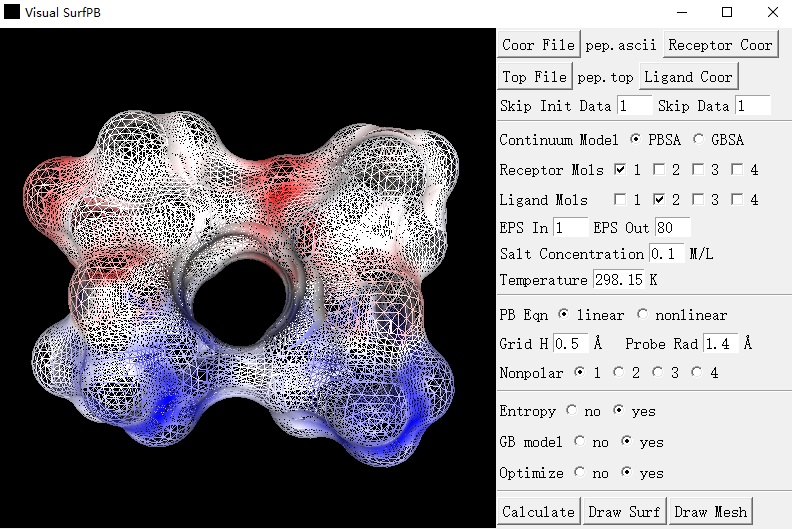 Visual SurfPB
Coor File pep.ascii Receptor Coor
Top File pep.top Ligand Coor
Skip Init Data 1 Skip Data 1
Continuum Model PBSA GBSA
Receptor Mols 1 2 3 4
Ligand Mols 1 2 3 4
EPS In 1 EPS Out 80
Salt Concentration 0.1 M/L
Temperature 298.15 K
PB Eqn linear nonlinear
Grid H 0.5 Å Probe Rad 1.4 Å
Nonpolar 1 2 3 4
Entropy no yes
GB model no yes
Optimize no yes
Calculate Draw Surf Draw Mesh